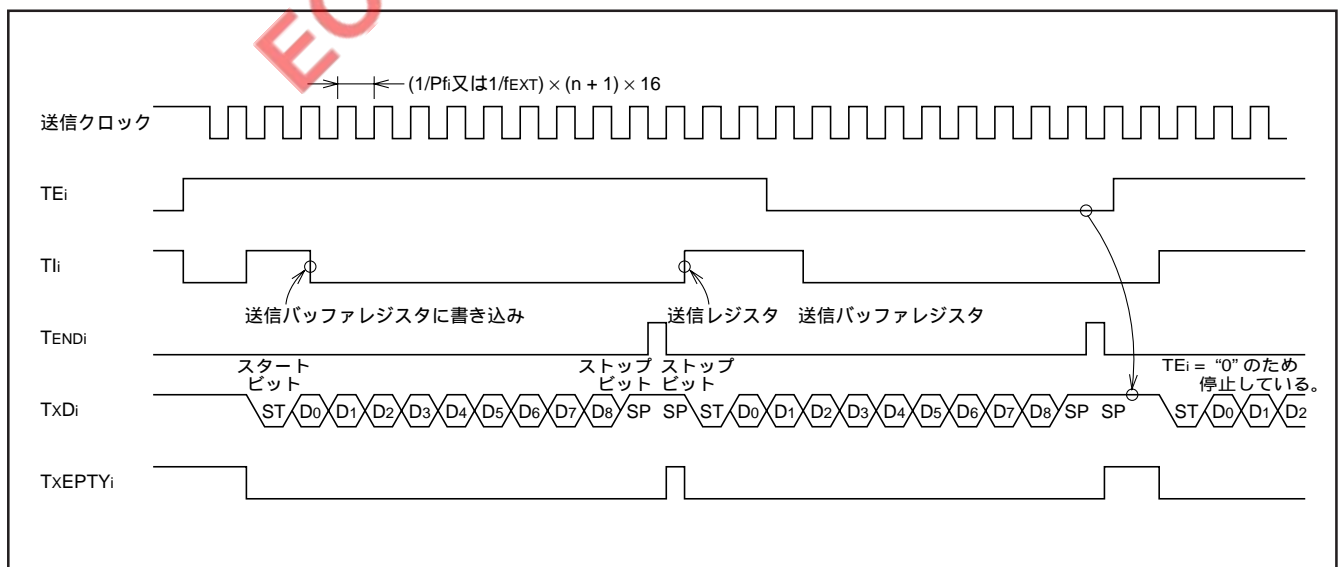 EO
(1/Pfi又は1/fEXT) × (n + 1) × 16
送信クロック
TEi
TIi
送信バッファレジスタに書き込み
送信レジスタ
送信バッファレジスタ
TENDi
スタート
ビット
ストップ
ビット
ストップ
ビット
TEi = “0” のため
停止している。
TXDi
ST D0 D1 D2 D3 D4 D5 D6 D7 D8 SP SP ST D0 D1 D2 D3 D4 D5 D6 D7 D8 SP SP ST D0 D1 D2
TXEPTYi